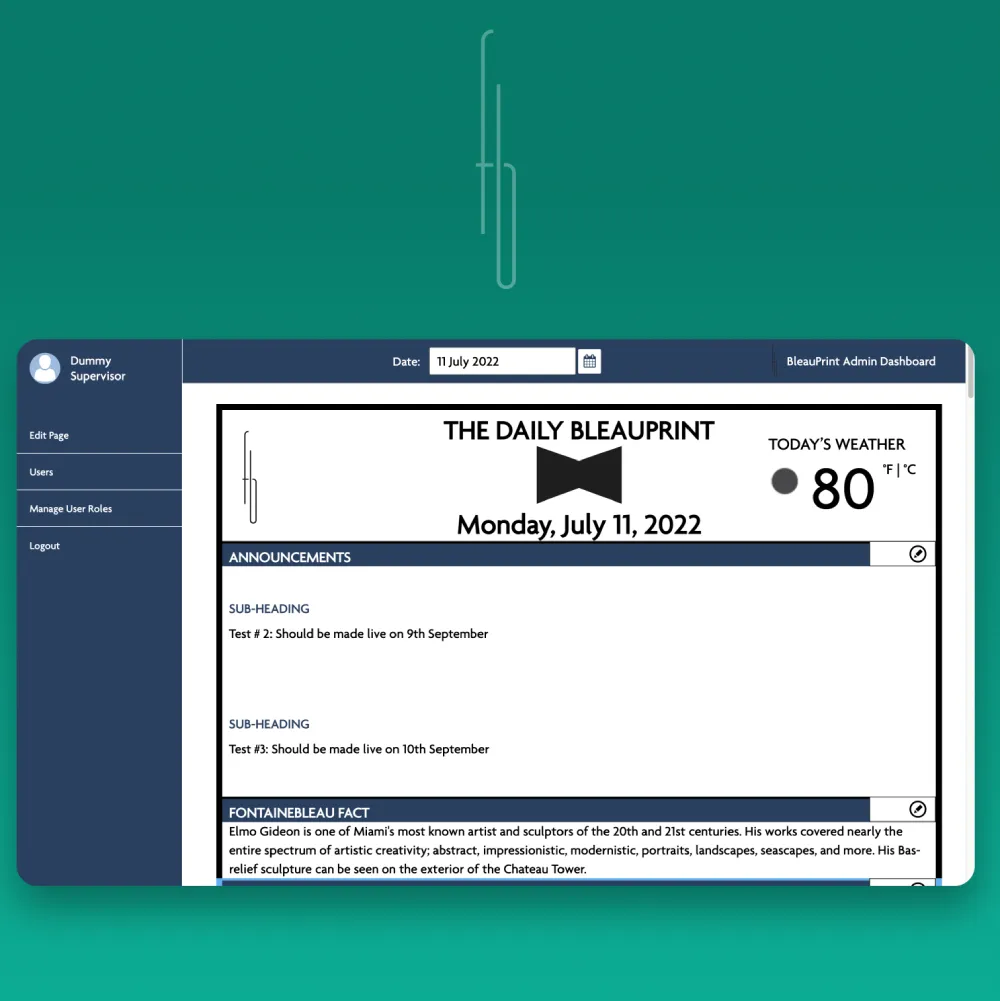 Dummy
Supervisor
Date:
11 July 2022
BleauPrint Admin Dashboard
Edit Page
Users
Manage User Roles
Logout
THE DAILY BLEAUPRINT
Monday, July 11, 2022
TODAY'S WEATHER
80 °F | °C
ANNOUNCEMENTS
SUB-HEADING
Test # 2: Should be made live on 9th September
SUB-HEADING
Test #3: Should be made live on 10th September
FONTAINEBLEAU FACT
Elmo Gideon is one of Miami's most known artist and sculptors of the 20th and 21st centuries. His works covered nearly the
entire spectrum of artistic creativity; abstract, impressionistic, modernistic, portraits, landscapes, seascapes, and more. His Bas-
relief sculpture can be seen on the exterior of the Chateau Tower.